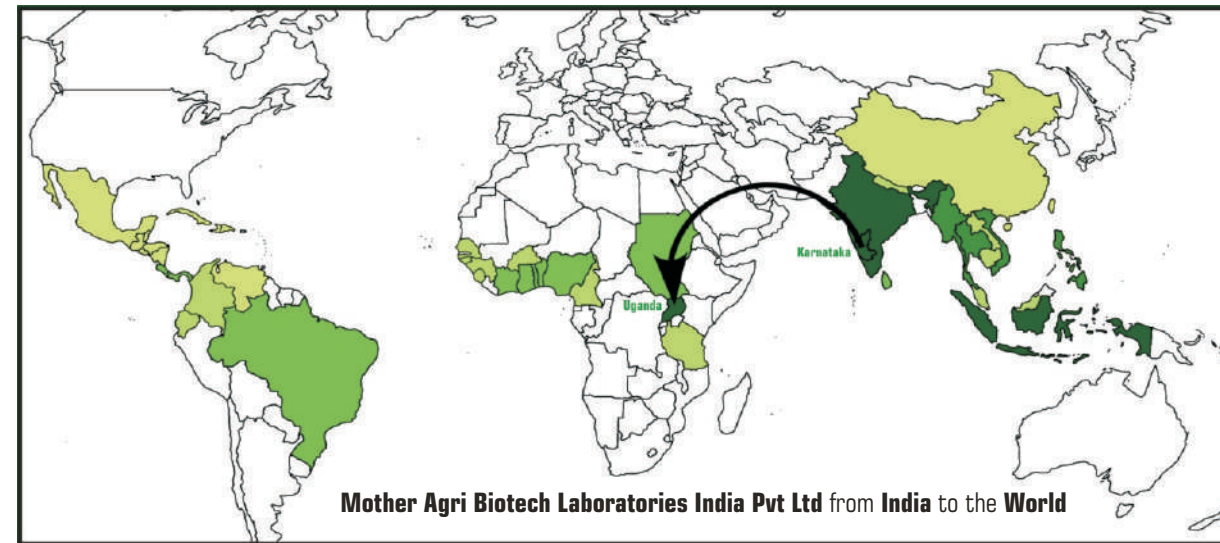 Karnataka
Uganda
Mother Agri Biotech Laboratories India Pvt Ltd from India to the World